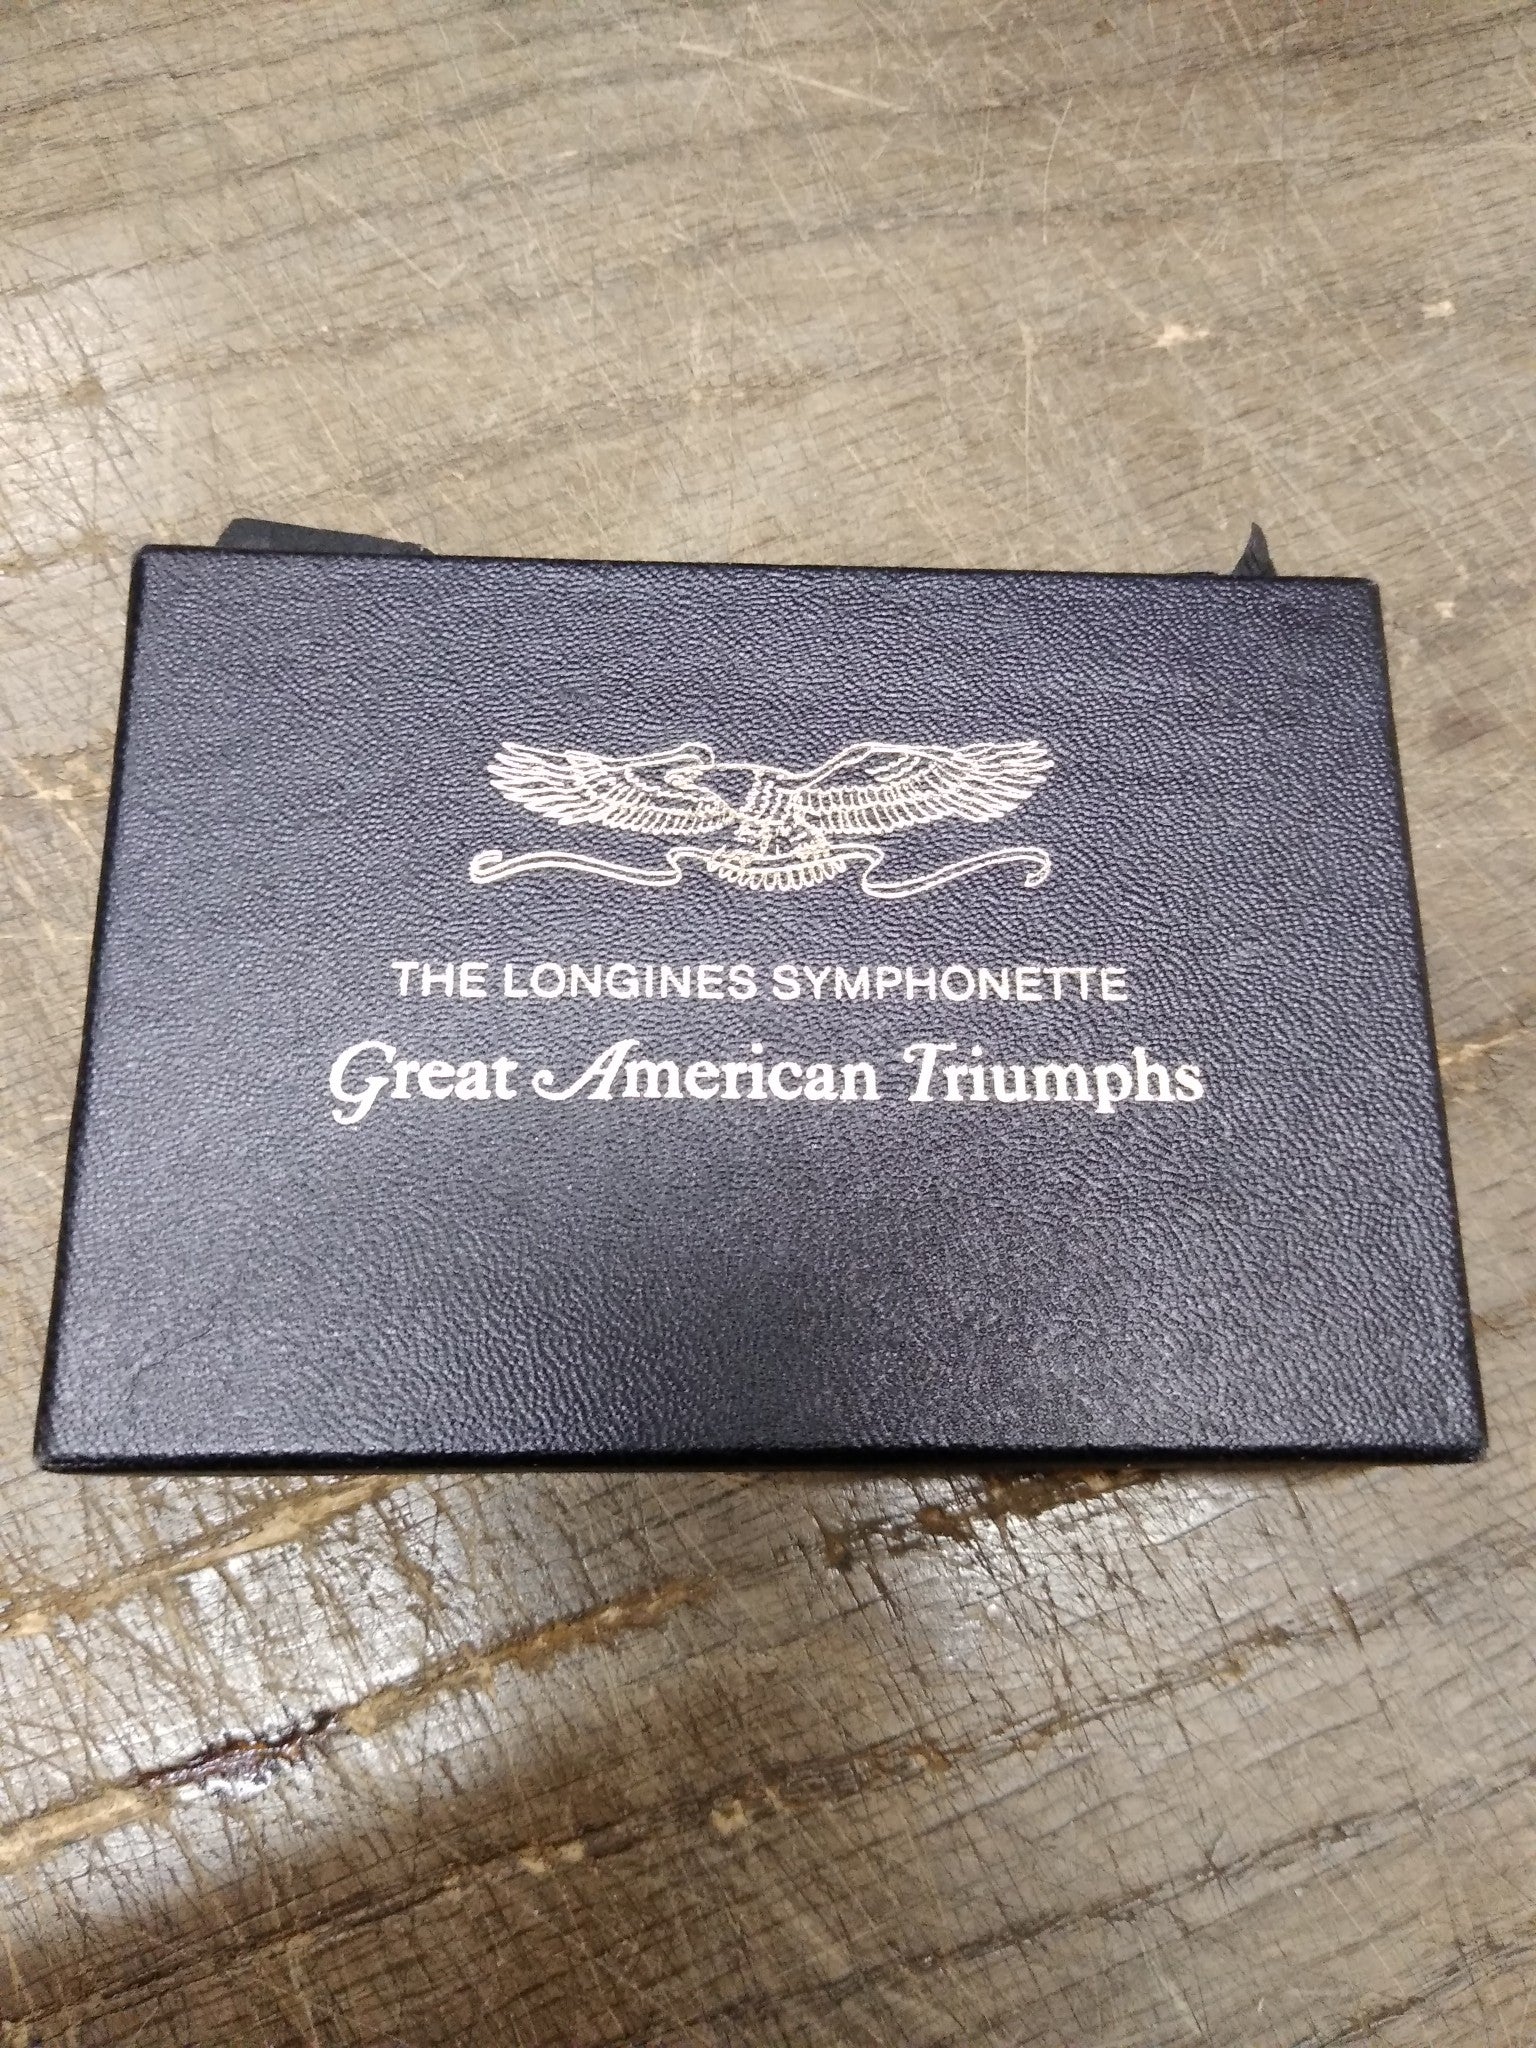 THE LONGINES SYMPHONETTE
Great American Triumphs